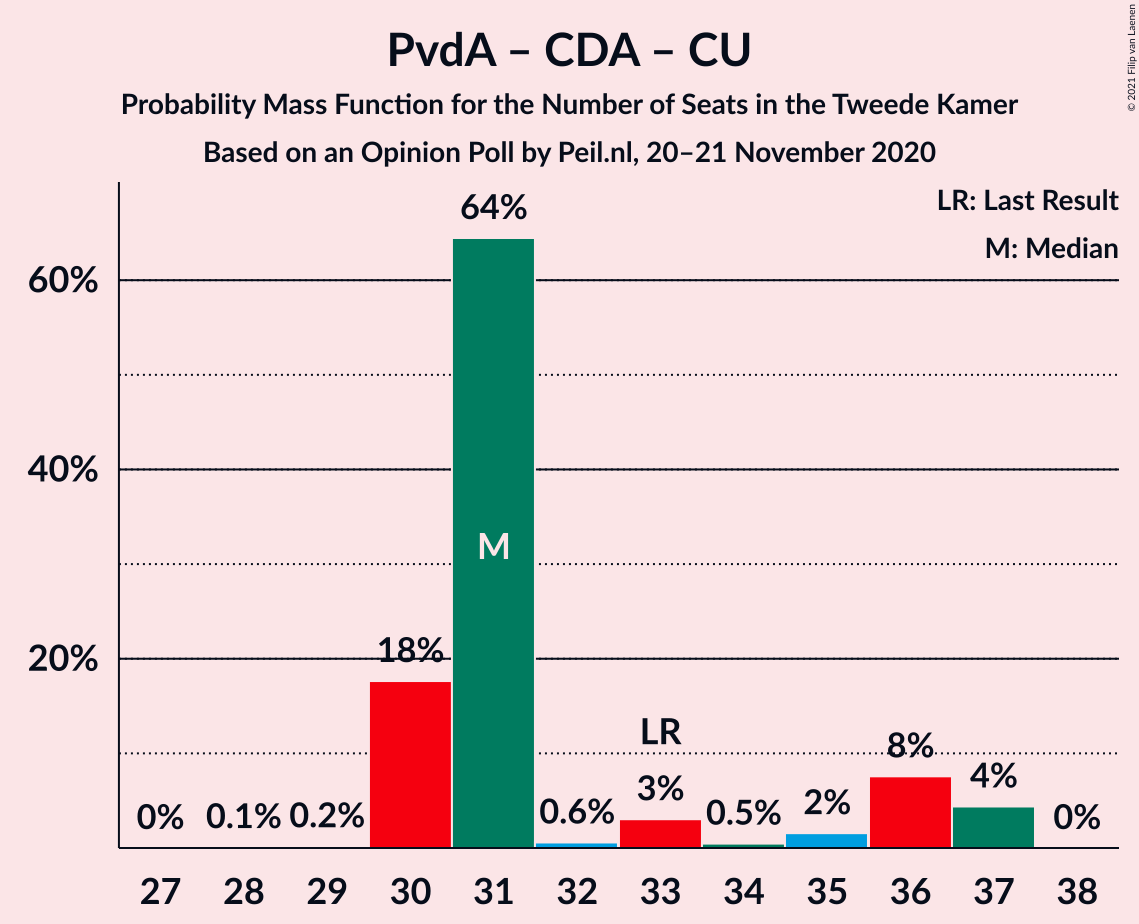 PvdA – CDA – CU
Probability Mass Function for the Number of Seats in the Tweede Kamer
Based on an Opinion Poll by Peil.nl, 20–21 November 2020
© 2021 Filip van Laenen
LR: Last Result
M: Median
64%
60%
M
40%
18%
20%
LR
8%
4%
3%
2%
0%
0.1%
0.2%
0.6%
0.5%
0%
27 28 29 30 31 32 33 34 35 36 37 38